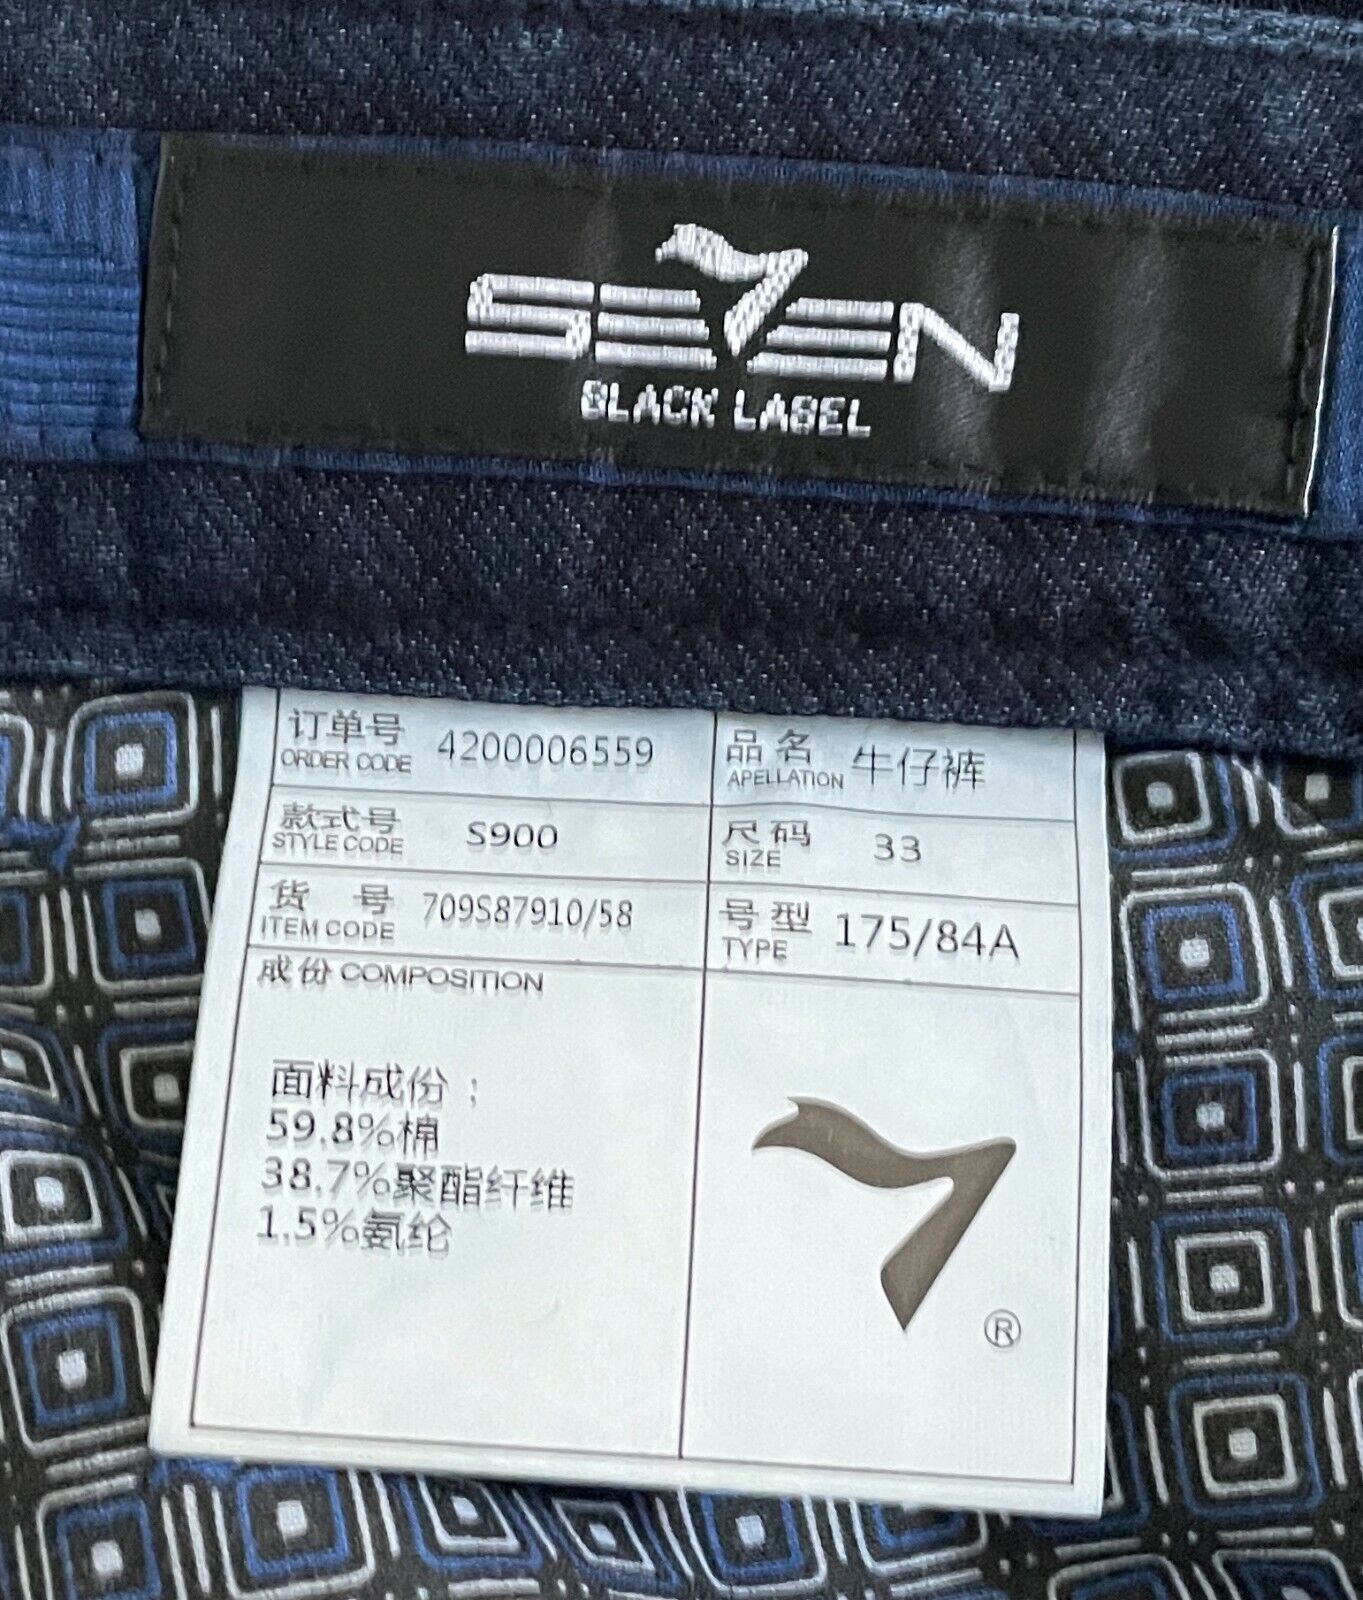 SEVEN
BLACK LABEL
订单号 4200006559 品名 牛仔裤
ORDER CODE APELLATION
款式号 S900 尺码 33
STYLE CODE SIZE
货号 709S87910/58 号型 175/84A
ITEM CODE TYPE
成份 COMPOSITION
面料成份：
59.8%棉
38.7%聚酯纤维
1.5%氨纶
®